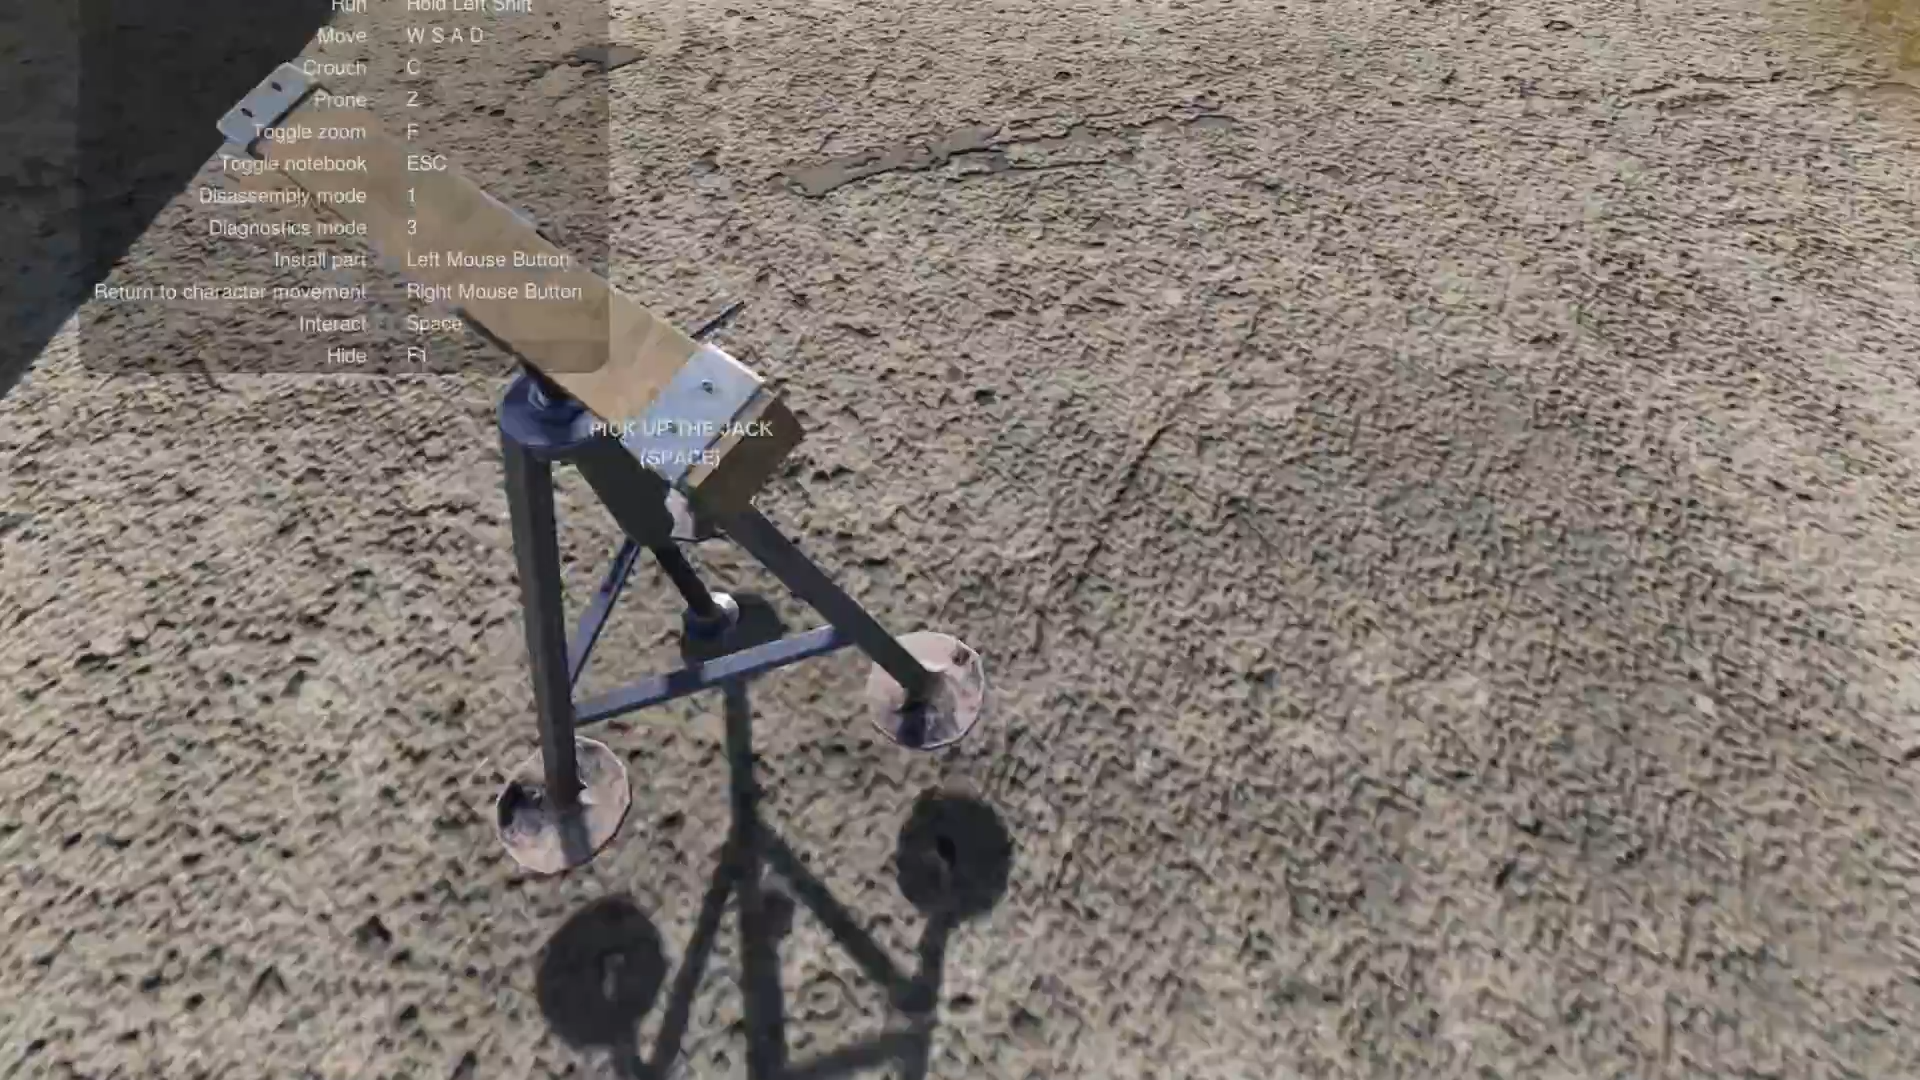 Run Hold Left Shift
Move W S A D
Crouch C
Prone Z
Toggle zoom F
Toggle notebook ESC
Disassembly mode 1
Diagnostics mode 3
Install part Left Mouse Button
Return to character movement Right Mouse Button
Interact Space
Hide F1
PICK UP THE JACK
(SPACE)